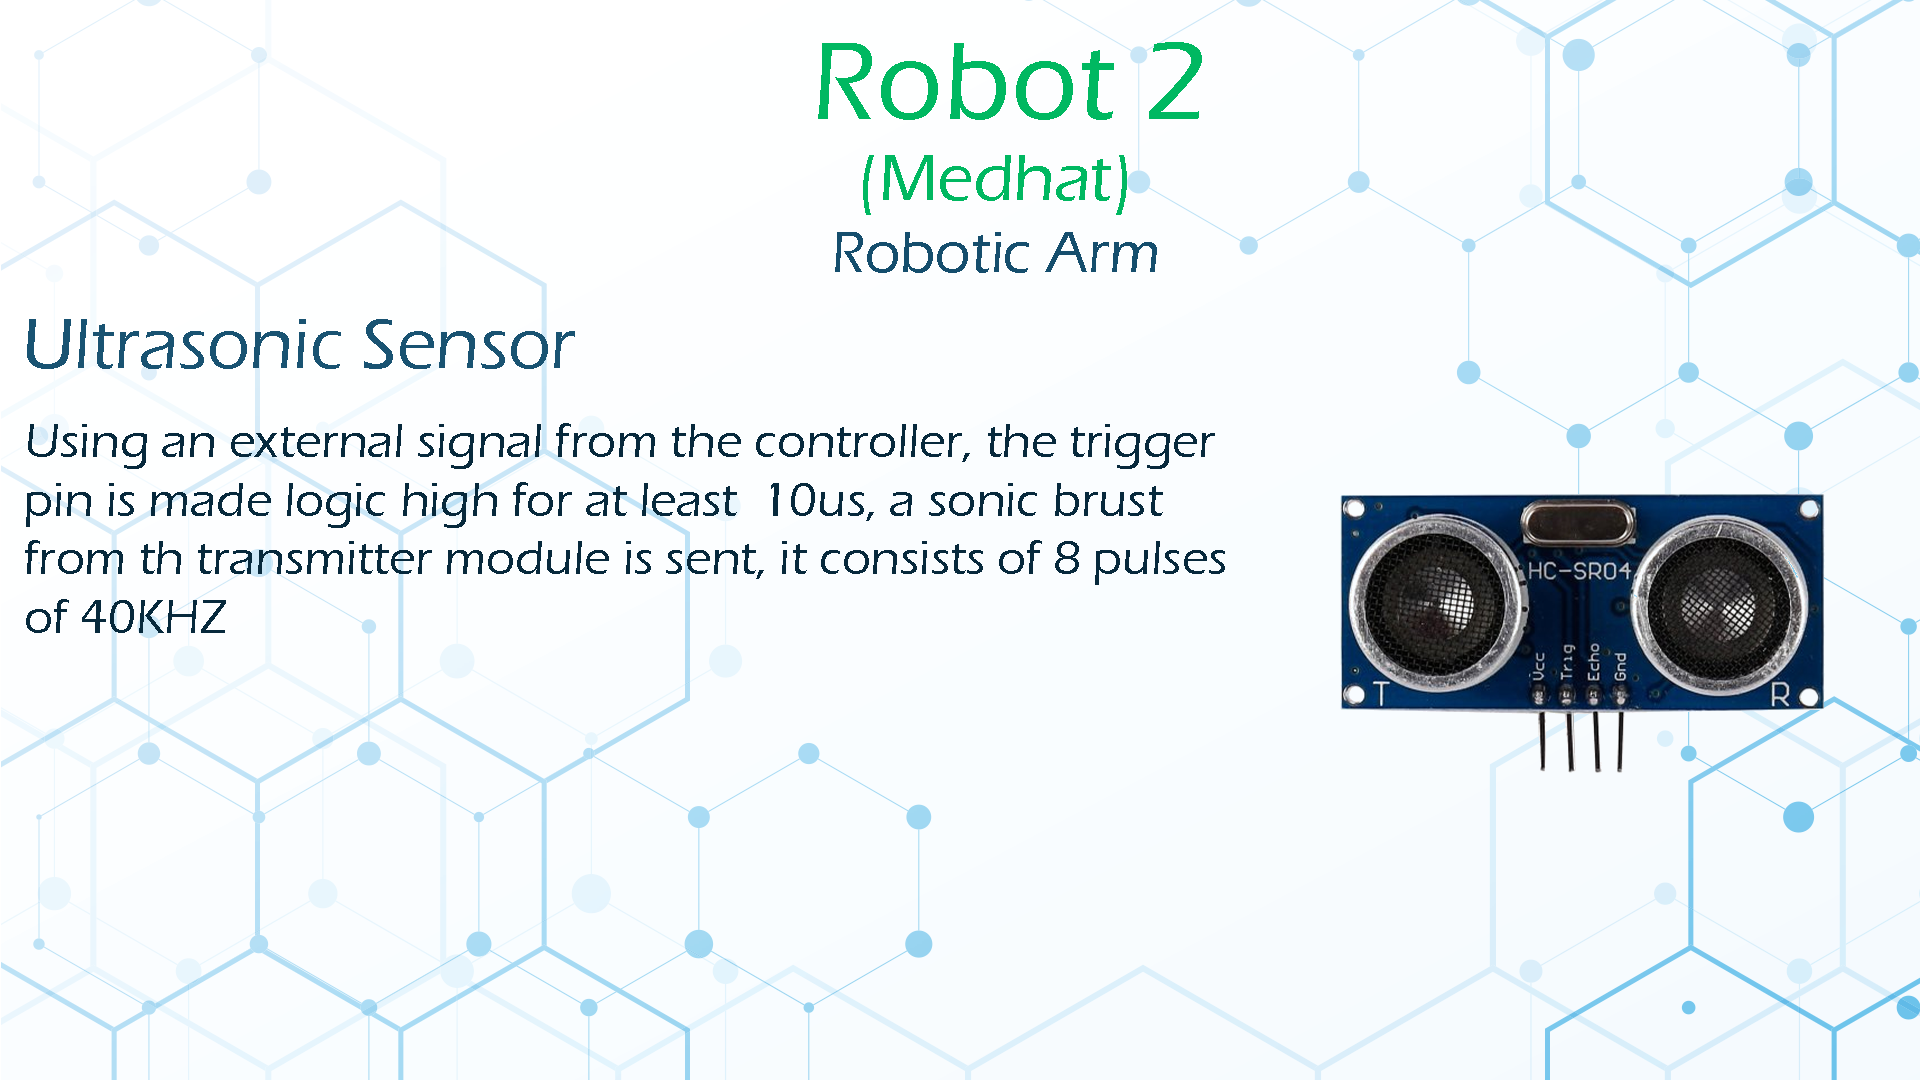 Robot 2
(Medhat)
Robotic Arm
Ultrasonic Sensor
Using an external signal from the controller, the trigger
pin is made logic high for at least  10us, a sonic brust
from th transmitter module is sent, it consists of 8 pulses
of 40KHZ
HC-SR04
Vcc
Trig
Echo
Gnd
T
R